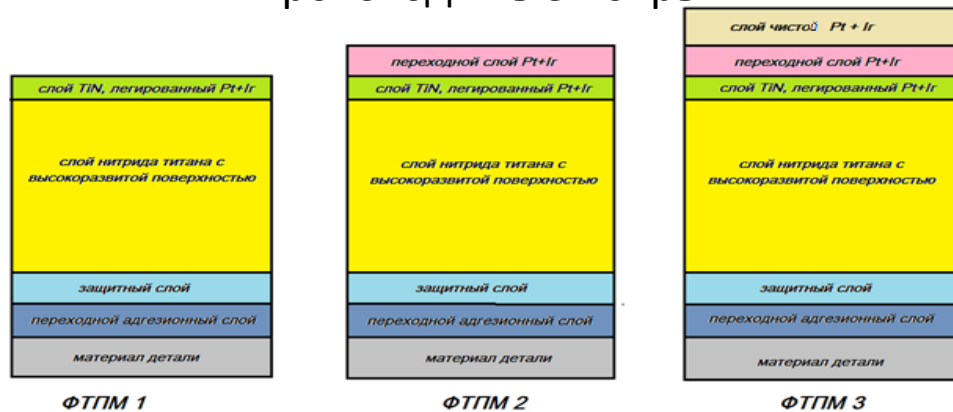 слой TiN, легированный Pt+Ir
слой нитрида титана с
высокоразвитой поверхностью
защитный слой
переходной адгезионный слой
материал детали
ФТПМ 1
переходной слой Pt+Ir
слой TiN, легированный Pt+Ir
слой нитрида титана с
высокоразвитой поверхностью
защитный слой
переходной адгезионный слой
материал детали
ФТПМ 2
слой чистой Pt + Ir
переходной слой Pt+Ir
слой TiN, легированный Pt+Ir
слой нитрида титана с
высокоразвитой поверхностью
защитный слой
переходной адгезионный слой
материал детали
ФТПМ 3